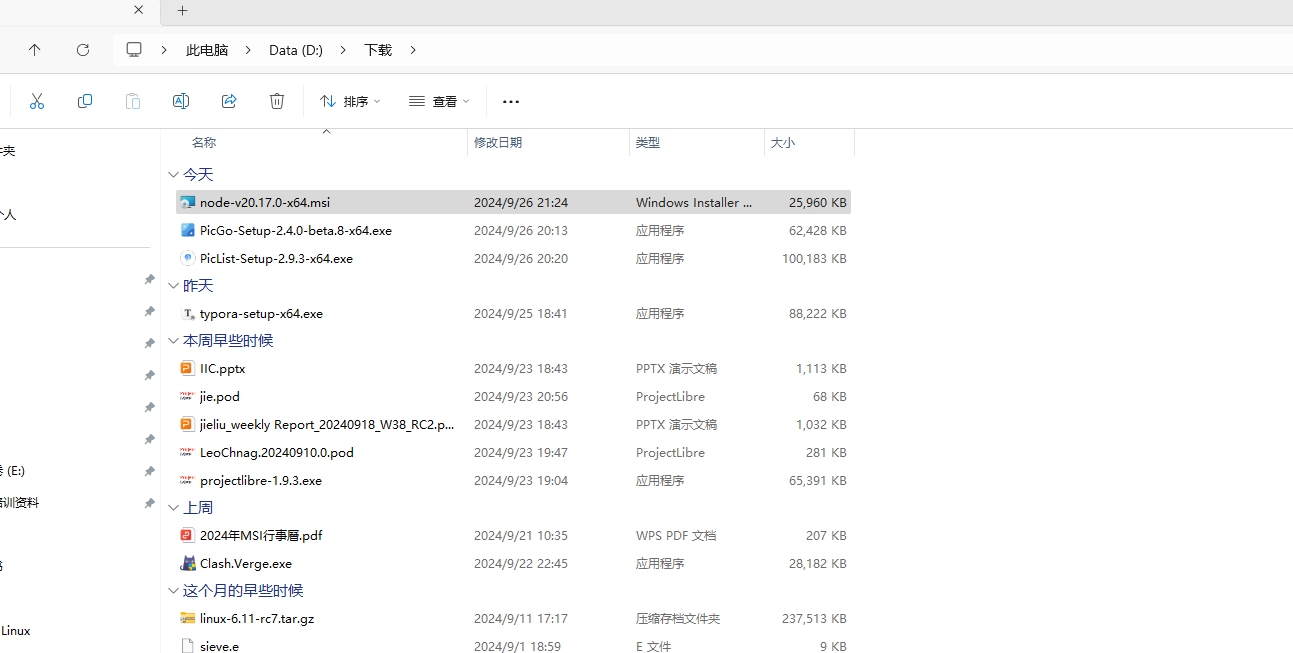 此电脑 Data (D:) 下载
排序 查看
名称 修改日期 类型 大小
今天
node-v20.17.0-x64.msi 2024/9/26 21:24 Windows Installer ... 25,960 KB
PicGo-Setup-2.4.0-beta.8-x64.exe 2024/9/26 20:13 应用程序 62,428 KB
PicList-Setup-2.9.3-x64.exe 2024/9/26 20:20 应用程序 100,183 KB
昨天
typora-setup-x64.exe 2024/9/25 18:41 应用程序 88,222 KB
本周早些时候
IIC.pptx 2024/9/23 18:43 PPTX 演示文稿 1,113 KB
jie.pod 2024/9/23 20:56 ProjectLibre 68 KB
jieliu_weekly Report_20240918_W38_RC2.p... 2024/9/23 18:43 PPTX 演示文稿 1,032 KB
LeoChnag.20240910.0.pod 2024/9/23 19:47 ProjectLibre 281 KB
projectlibre-1.9.3.exe 2024/9/23 19:04 应用程序 65,391 KB
上周
2024年MSI行事曆.pdf 2024/9/21 10:35 WPS PDF 文档 207 KB
Clash.Verge.exe 2024/9/22 22:45 应用程序 28,182 KB
这个月的早些时候
linux-6.11-rc7.tar.gz 2024/9/11 17:17 压缩存档文件夹 237,513 KB
sieve.e 2024/9/1 18:59 E 文件 9 KB
夹
人
(E:)
训资料
Linux